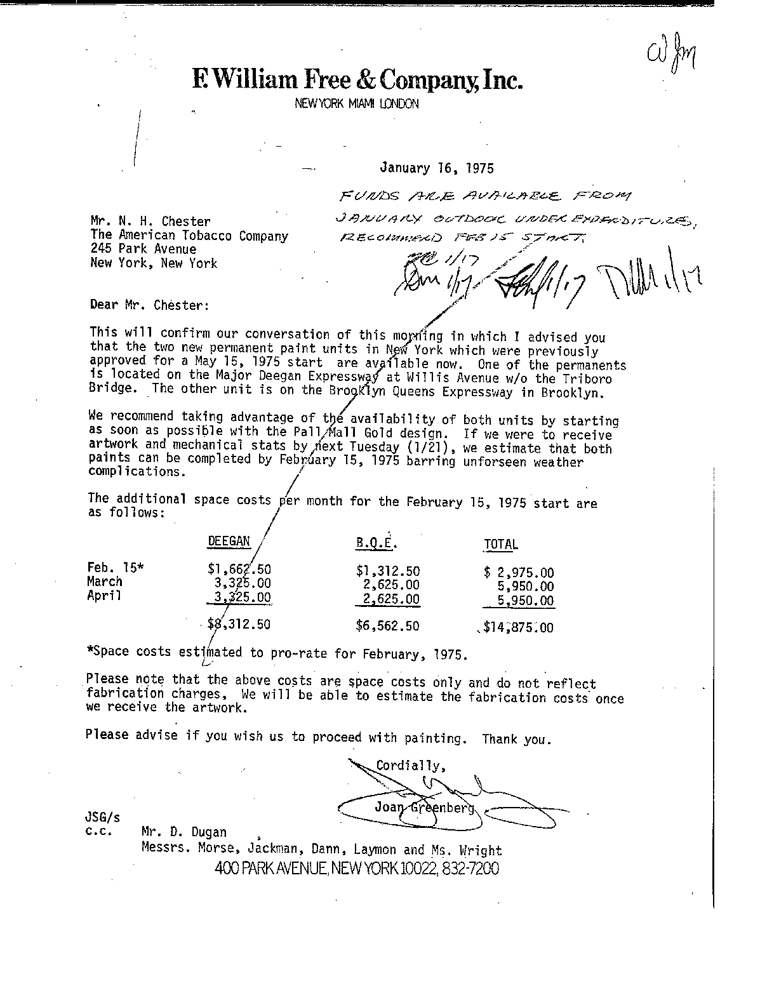 F. William Free & Company, Inc.
NEW YORK MIAMI LONDON
January 16, 1975
FUNDS ARE AVAILABLE FROM
JANUARY OUTDOOR UNDER EXPENDITURES,
RECOMMEND FEB 15 START.
1/17
1/17 1/17 1/17
Mr. N. H. Chester
The American Tobacco Company
245 Park Avenue
New York, New York
Dear Mr. Chester:
This will confirm our conversation of this morning in which I advised you
that the two new permanent paint units in New York which were previously
approved for a May 15, 1975 start are available now. One of the permanents
is located on the Major Deegan Expressway at Willis Avenue w/o the Triboro
Bridge. The other unit is on the Brooklyn Queens Expressway in Brooklyn.
We recommend taking advantage of the availability of both units by starting
as soon as possible with the Pall Mall Gold design. If we were to receive
artwork and mechanical stats by next Tuesday (1/21), we estimate that both
paints can be completed by February 15, 1975 barring unforseen weather
complications.
The additional space costs per month for the February 15, 1975 start are
as follows:
DEEGAN B.Q.E. TOTAL
Feb. 15* $1,662.50 $1,312.50 $ 2,975.00
March 3,325.00 2,625.00 5,950.00
April 3,325.00 2,625.00 5,950.00
$8,312.50 $6,562.50 $14,875.00
*Space costs estimated to pro-rate for February, 1975.
Please note that the above costs are space costs only and do not reflect
fabrication charges, We will be able to estimate the fabrication costs once
we receive the artwork.
Please advise if you wish us to proceed with painting. Thank you.
Cordially,
Joan Greenberg
JSG/s
c.c. Mr. D. Dugan
Messrs. Morse, Jackman, Dann, Laymon and Ms. Wright
400 PARK AVENUE, NEW YORK 10022, 832-7200